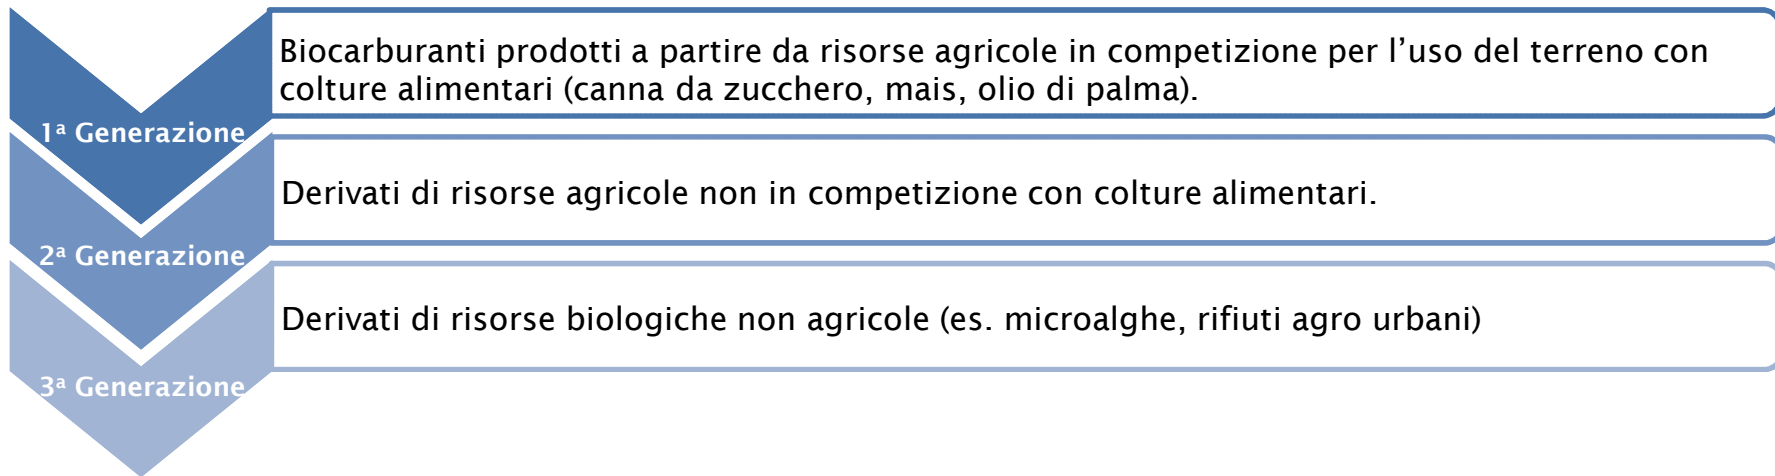 Biocarburanti prodotti a partire da risorse agricole in competizione per l’uso del terreno con
colture alimentari (canna da zucchero, mais, olio di palma).
1ª Generazione
Derivati di risorse agricole non in competizione con colture alimentari.
2ª Generazione
Derivati di risorse biologiche non agricole (es. microalghe, rifiuti agro urbani)
3ª Generazione